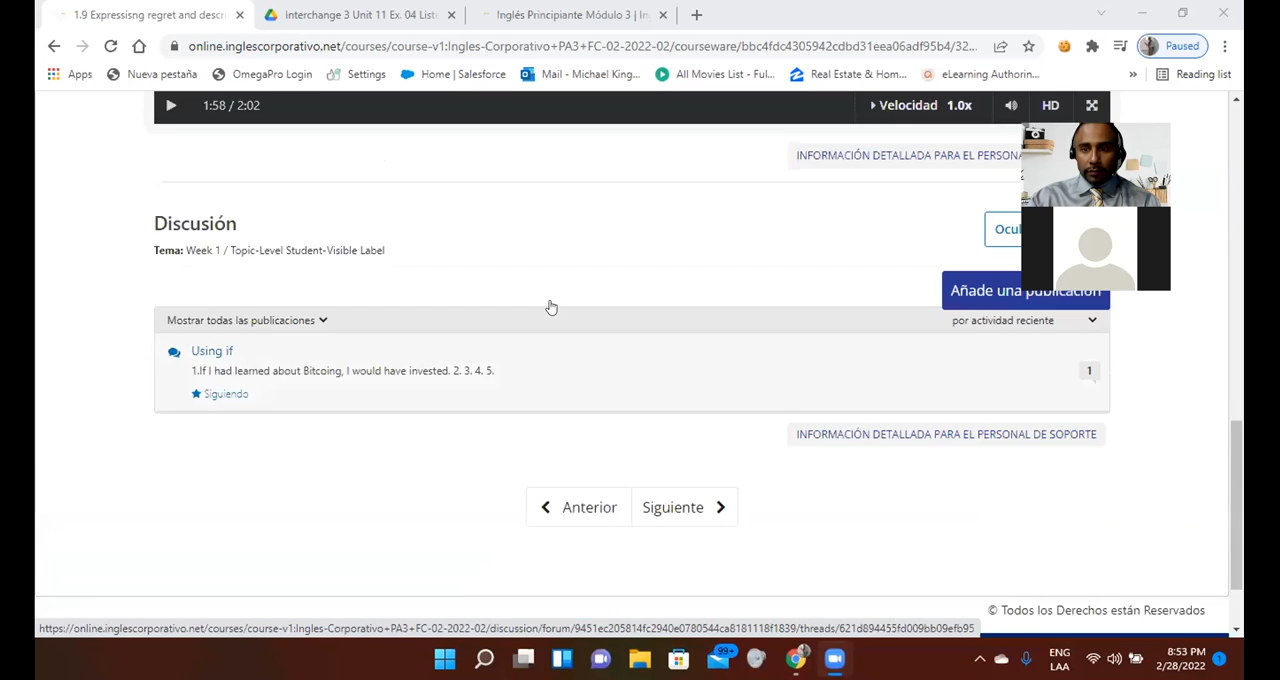 1.9 Expressisng regret and descr
Interchange 3 Unit 11 Ex. 04 List
Inglés Principiante Módulo 3 | In
online.inglescorporativo.net/courses/course-v1:Ingles-Corporativo+PA3+FC-02-2022-02/courseware/bbc4fdc4305942cdbd31eea06adf95b4/32...
Paused
Apps
Nueva pestaña
OmegaPro Login
Settings
Home | Salesforce
Mail - Michael King...
All Movies List - Ful...
Real Estate & Hom...
eLearning Authorin...
»
Reading list
1:58 / 2:02
Velocidad 1.0x
HD
INFORMACIÓN DETALLADA PARA EL PERSONA
Discusión
Ocul
Tema: Week 1 / Topic-Level Student-Visible Label
Añade una publicación
Mostrar todas las publicaciones
por actividad reciente
Using if
1.If I had learned about Bitcoing, I would have invested. 2. 3. 4. 5.
1
Siguiendo
INFORMACIÓN DETALLADA PARA EL PERSONAL DE SOPORTE
Anterior
Siguiente
© Todos los Derechos están Reservados
https://online.inglescorporativo.net/courses/course-v1:Ingles-Corporativo+PA3+FC-02-2022-02/discussion/forum/9451ec205814fc2940e0780544ca8181118f1839/threads/621d894455fd009bb09efb95
99+
ENG
LAA
8:53 PM
2/28/2022
1